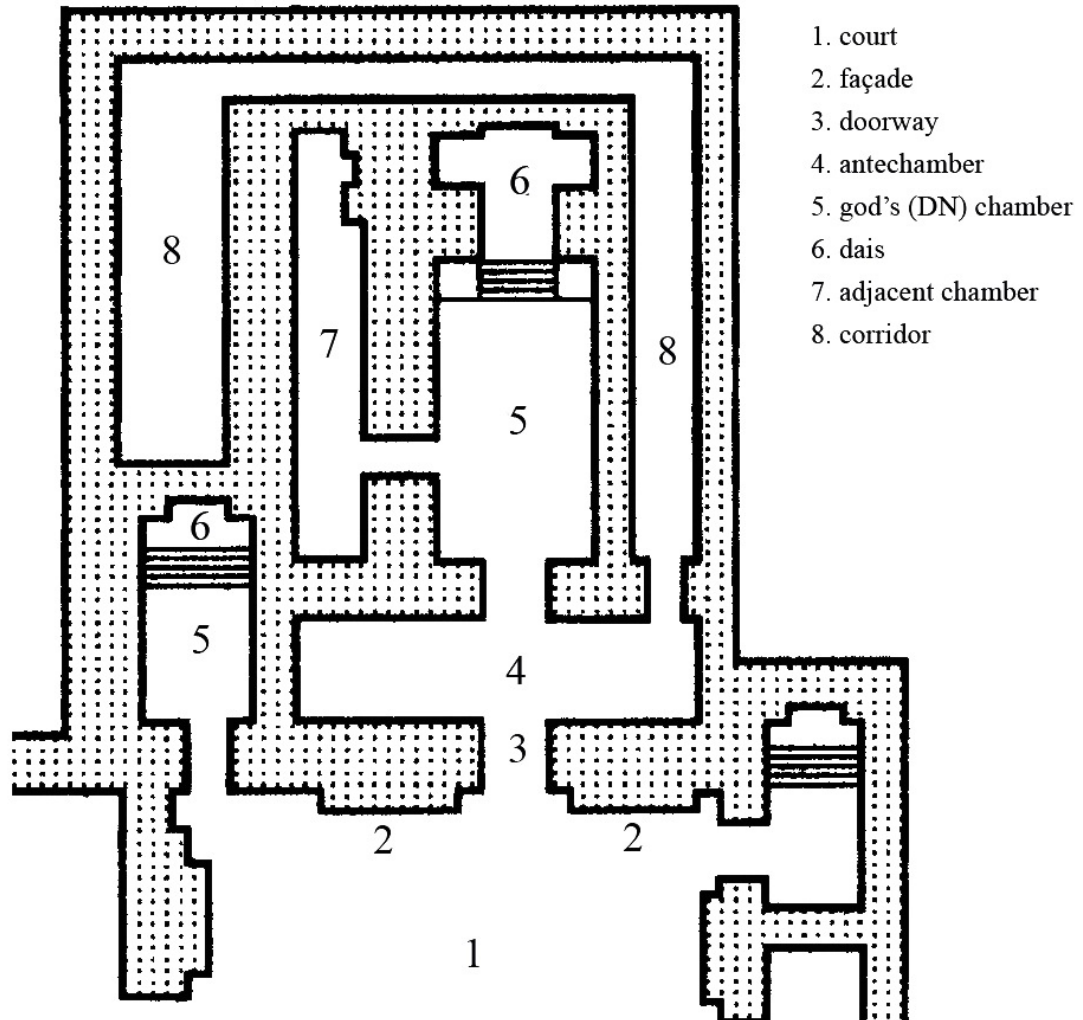 1. court
2. façade
3. doorway
4. antechamber
5. god’s (DN) chamber
6. dais
7. adjacent chamber
8. corridor
6
8
7
8
5
6
5
4
3
2
2
1